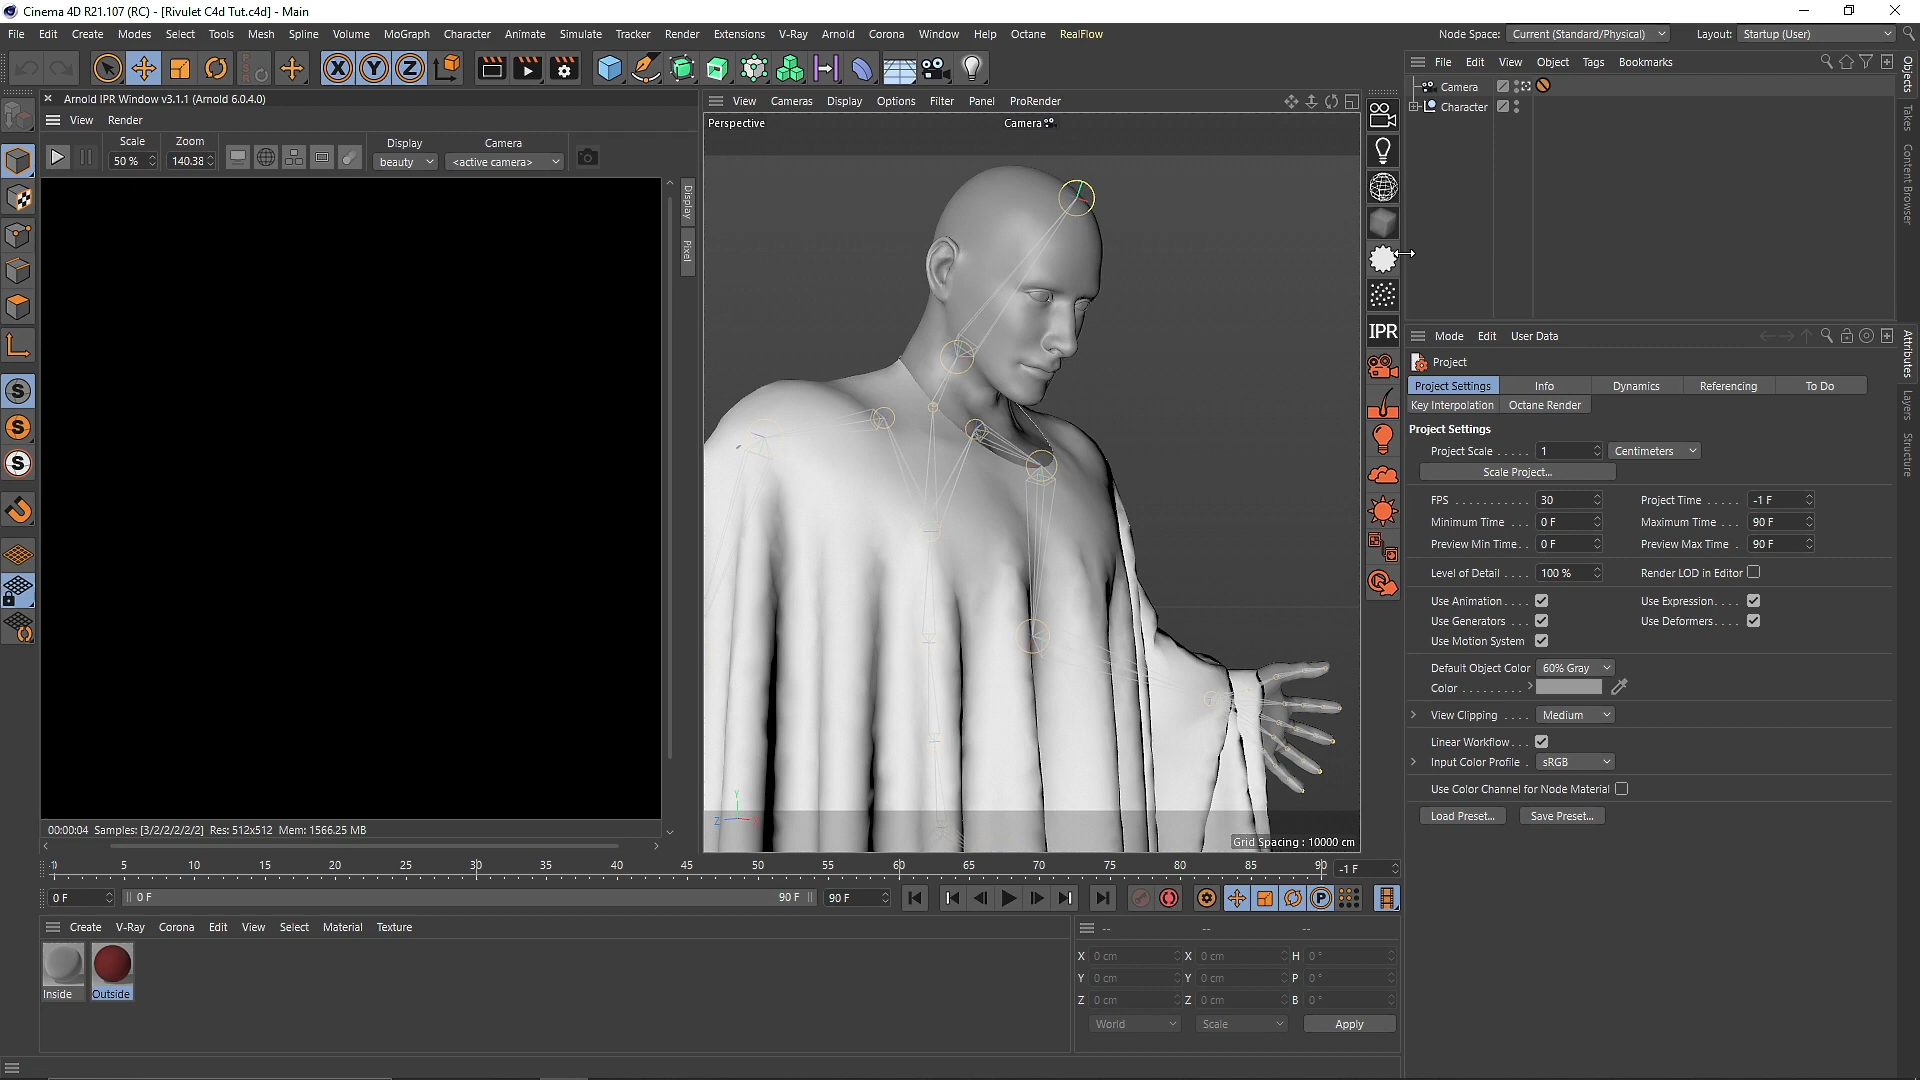 Cinema 4D R21.107 (RC) - [Rivulet C4d Tut.c4d] - Main
File Edit Create Modes Select Tools Mesh Spline Volume MoGraph Character Animate Simulate Tracker Render Extensions V-Ray Arnold Corona Window Help Octane RealFlow
Node Space: Current (Standard/Physical) Layout: Startup (User)
PSR X Y Z
File Edit View Object Tags Bookmarks
Camera
Character
Objects
Takes
Content Browser
Arnold IPR Window v3.1.1 (Arnold 6.0.4.0)
View Render
Scale Zoom Display Camera
50 % 140.38 beauty <active camera>
Display
Pixel
View Cameras Display Options Filter Panel ProRender
Perspective Camera
IPR
S
S
S
Y
Z X
Grid Spacing : 10000 cm
00:00:04 Samples: [3/2/2/2/2/2] Res: 512x512 Mem: 1566.25 MB
Mode Edit User Data
Project
Project Settings Info Dynamics Referencing To Do
Key Interpolation Octane Render
Project Settings
Project Scale . . . . . 1 Centimeters
Scale Project...
FPS . . . . . . . . . . . 30 Project Time . . . . . -1 F
Minimum Time . . . 0 F Maximum Time . . . 90 F
Preview Min Time. . 0 F Preview Max Time . 90 F
Level of Detail . . . . 100 % Render LOD in Editor
Use Animation. . . . Use Expression. . . .
Use Generators . . . Use Deformers. . . .
Use Motion System
Default Object Color 60% Gray
Color . . . . . . . . .
View Clipping . . . . Medium
Linear Workflow. . .
Input Color Profile . sRGB
Use Color Channel for Node Material
Load Preset... Save Preset...
Attributes
Layers
Structure
5 10 15 20 25 30 35 40 45 50 55 60 65 70 75 80 85 90 -1 F
0 F 0 F 90 F 90 F
P
Create V-Ray Corona Edit View Select Material Texture
Inside Outside
-- -- --
X 0 cm X 0 cm H 0 °
Y 0 cm Y 0 cm P 0 °
Z 0 cm Z 0 cm B 0 °
World Scale Apply